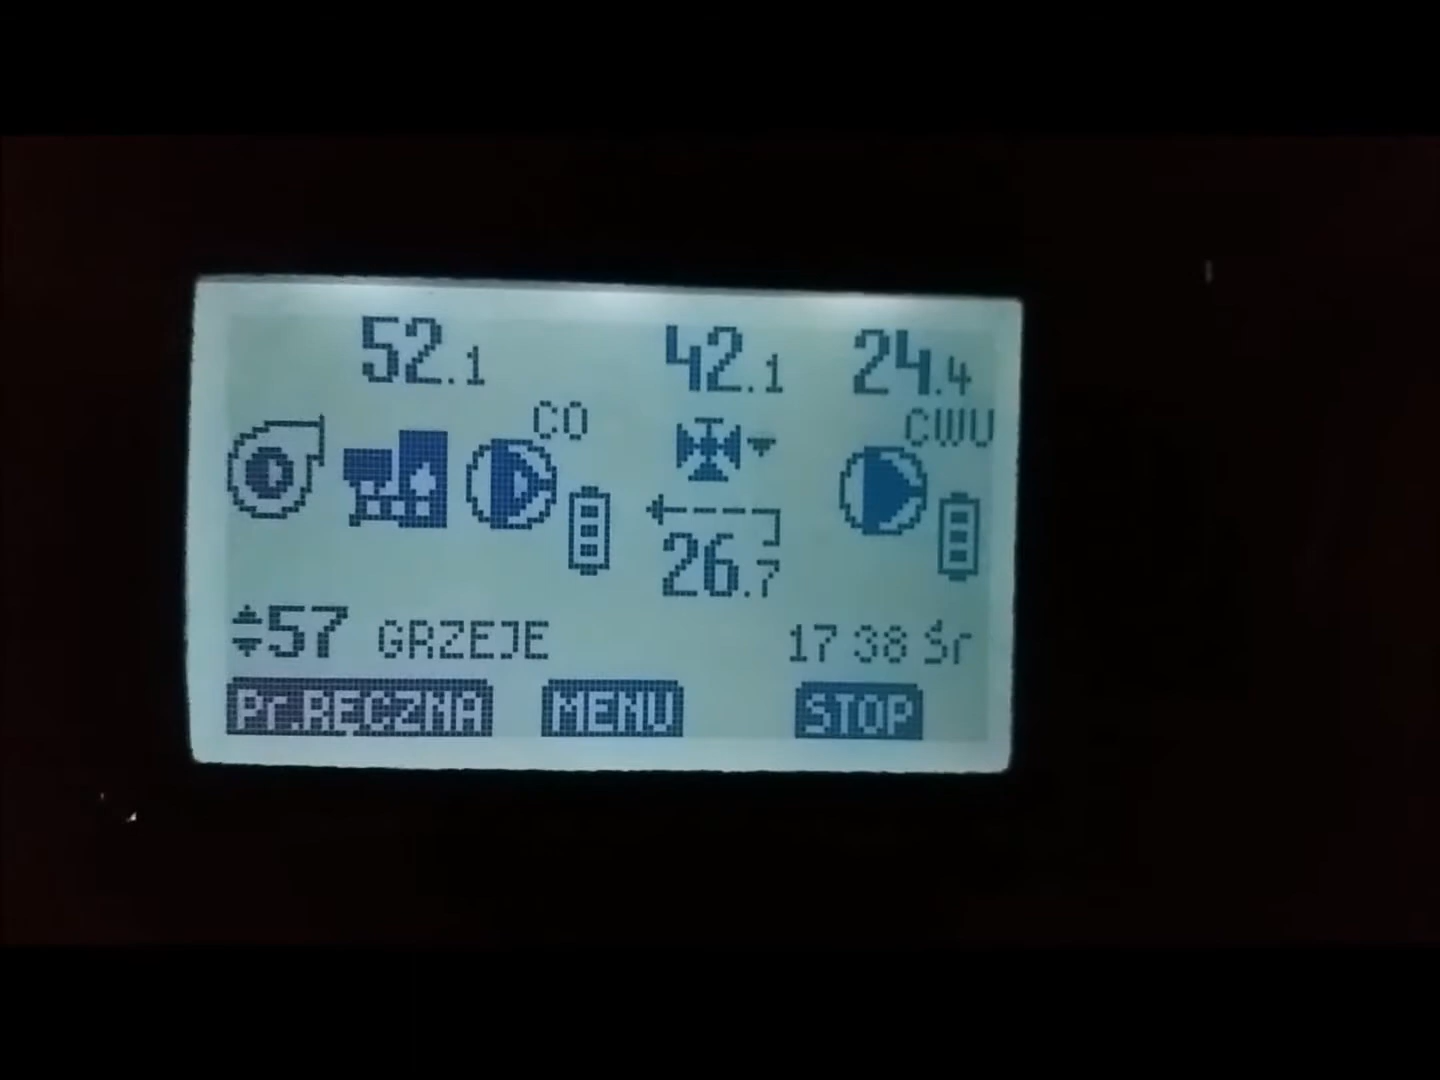 52.1 42.1 24.4
CO CWU
26.7
57 GRZEJE 17 38 Śr
Pr.RĘCZNA MENU STOP